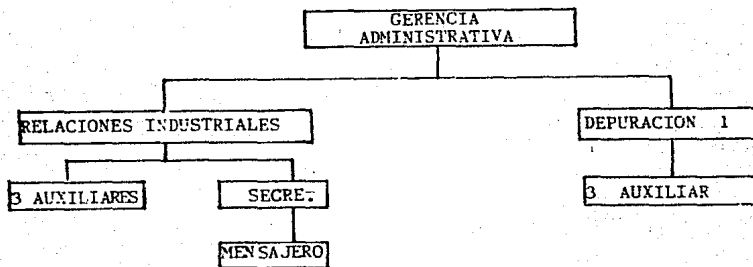 GERENCIA
ADMINISTRATIVA
RELACIONES INDUSTRIALES
DEPURACION 1
3 AUXILIARES
SECRE.
3 AUXILIAR
MENSAJERO